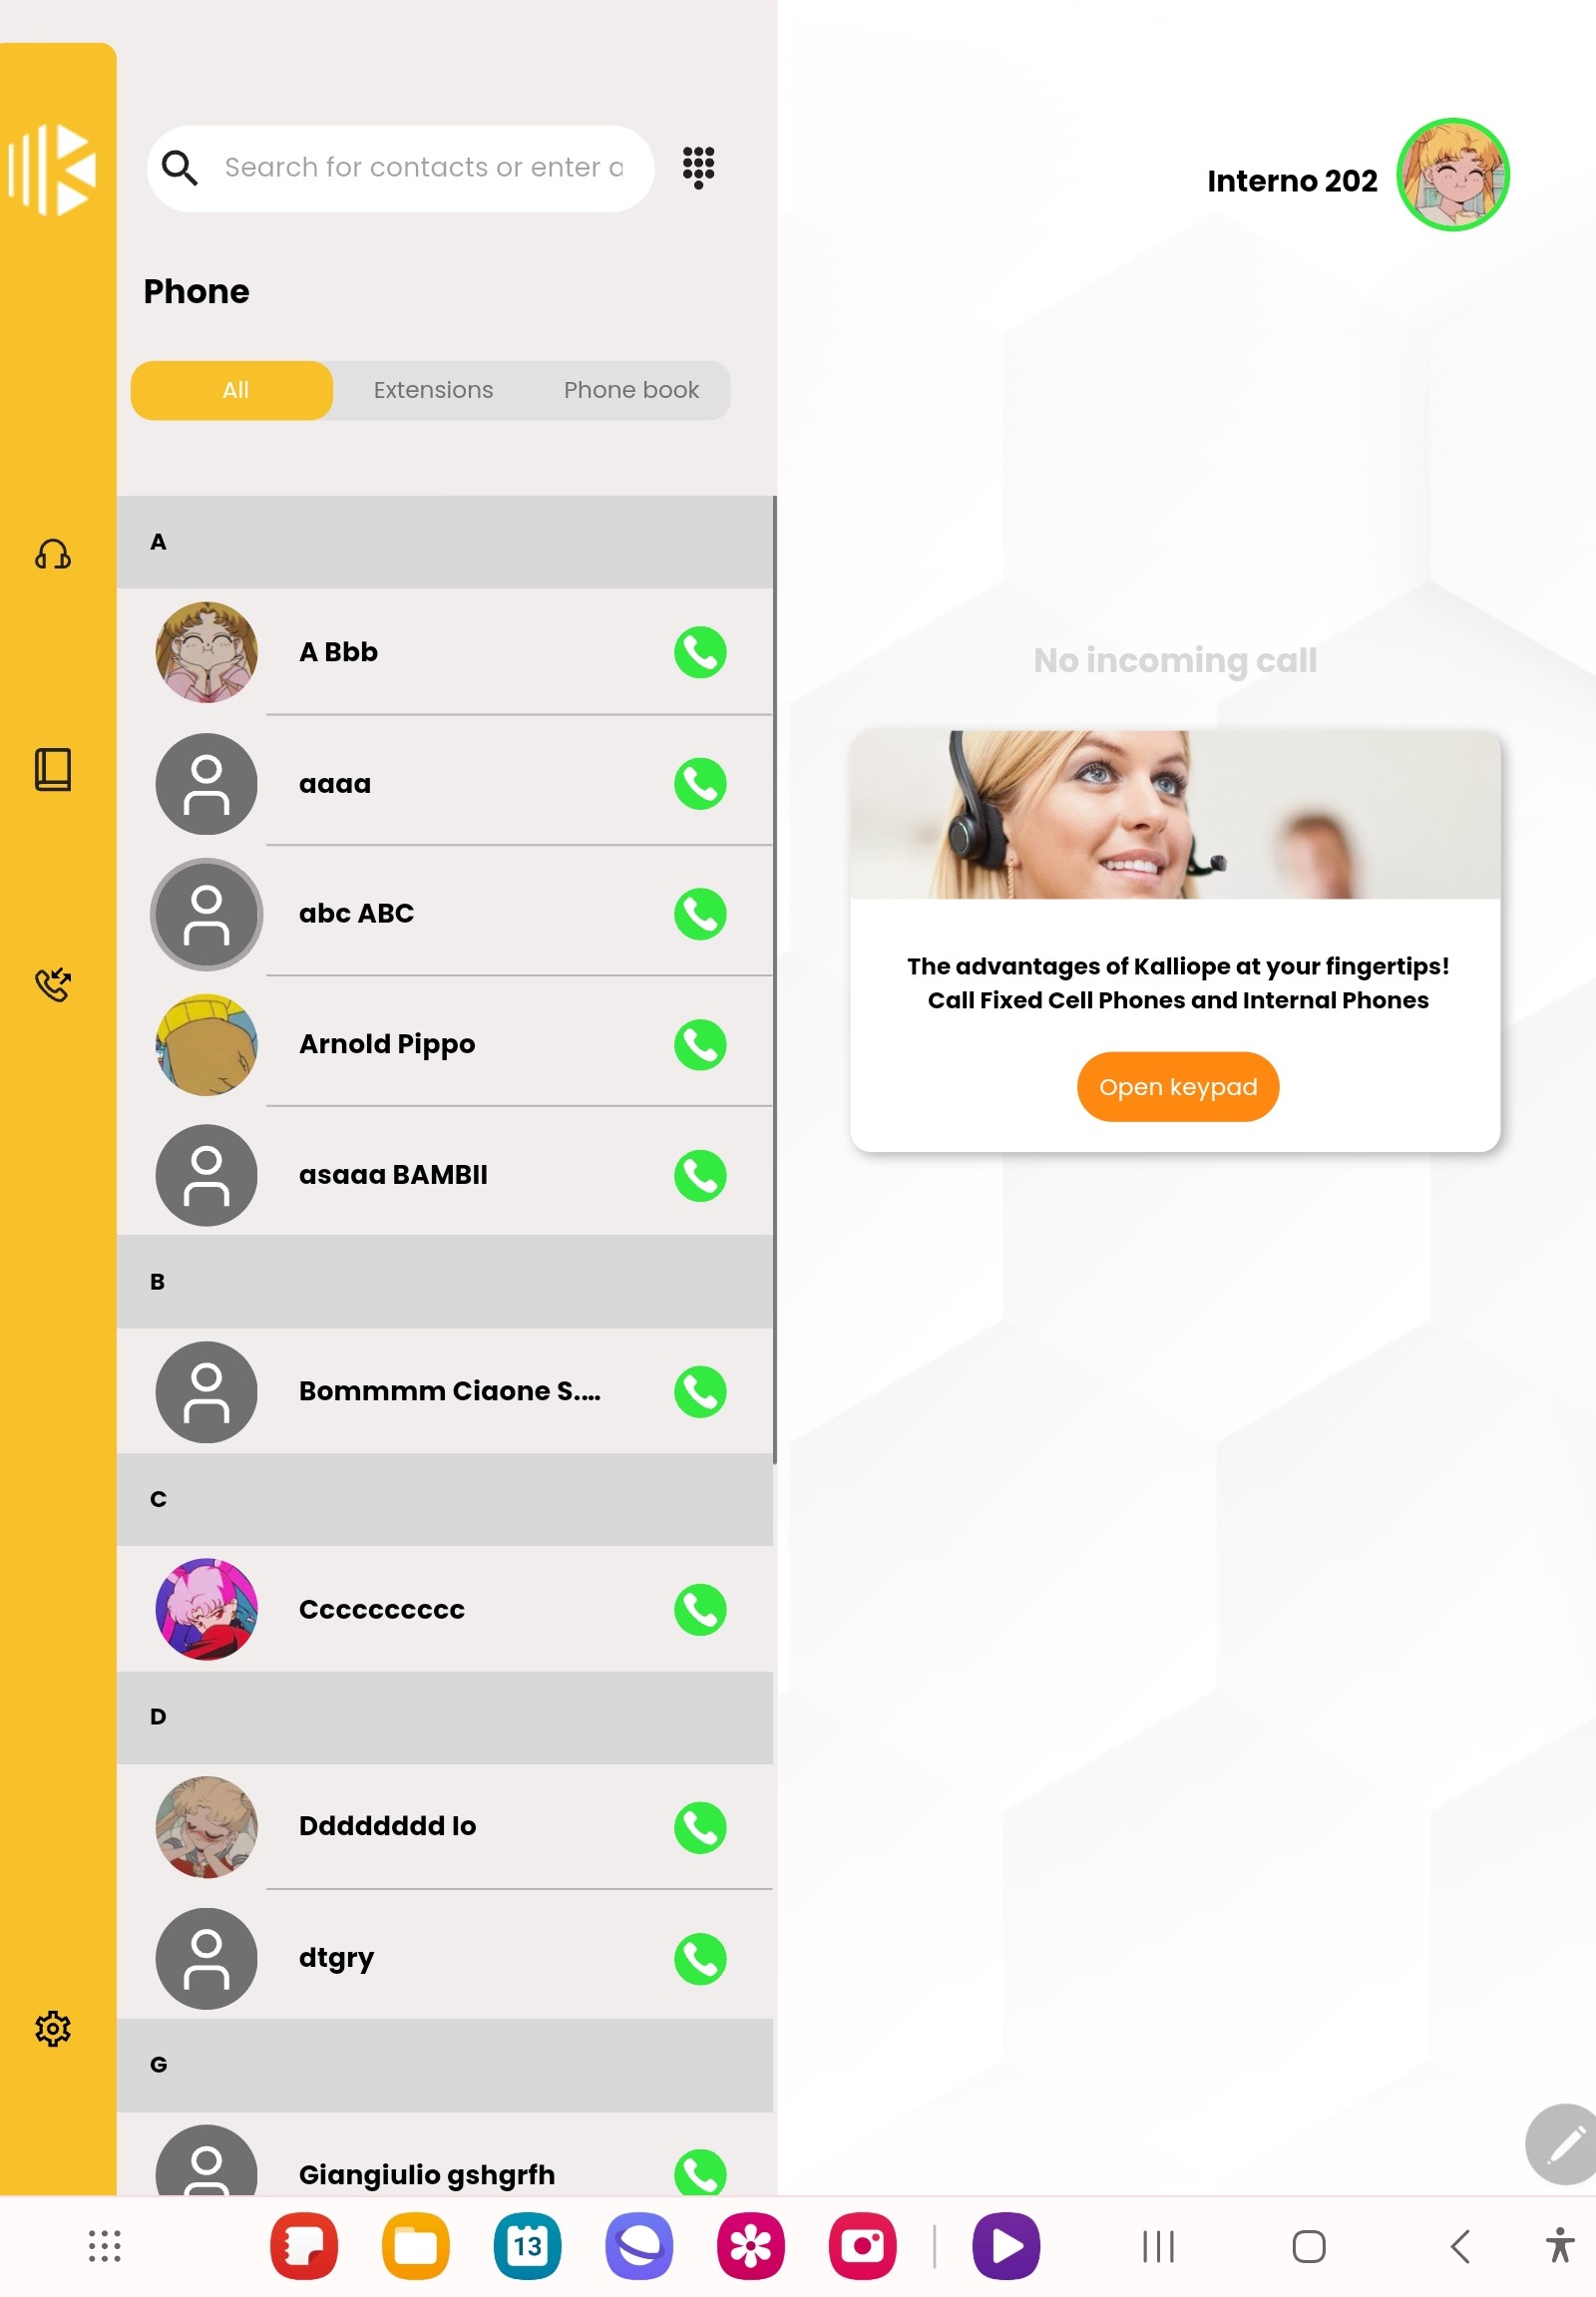 Search for contacts or enter a
Phone
All Extensions Phone book
A
A Bbb
aaaa
abc ABC
Arnold Pippo
asaaa BAMBII
B
Bommmm Ciaone S....
C
Cccccccccc
D
Dddddddd Io
dtgry
G
Giangiulio gshgrfh
Interno 202
No incoming call
The advantages of Kalliope at your fingertips!
Call Fixed Cell Phones and Internal Phones
Open keypad
13